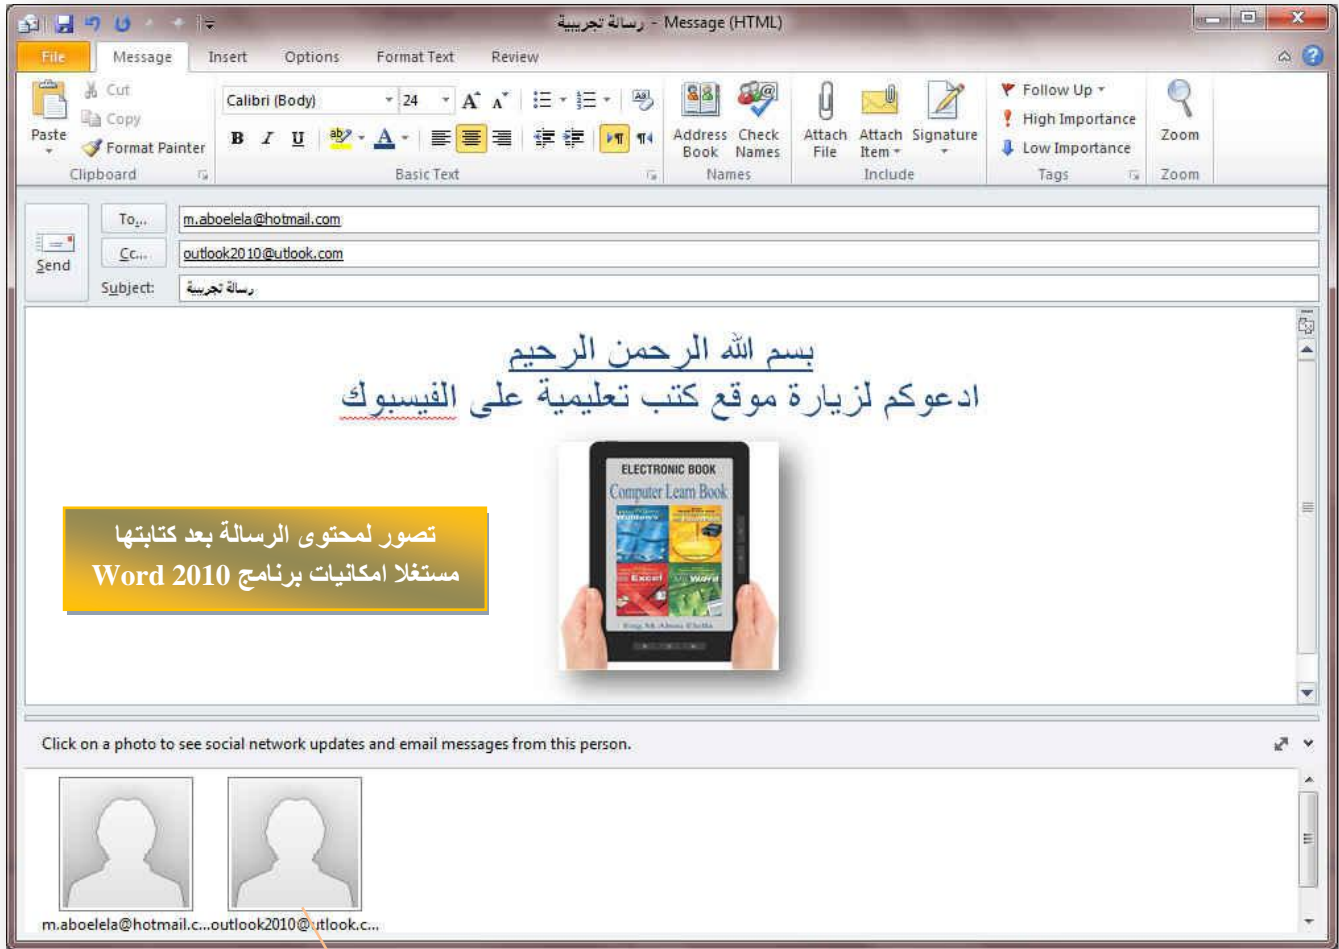 رسالة تجريبية - Message (HTML)
File Message Insert Options Format Text Review
Paste
Cut
Copy
Format Painter
Clipboard
Calibri (Body) 24
B I U
Basic Text
Address Book
Check Names
Names
Attach File
Attach Item
Signature
Include
Follow Up
High Importance
Low Importance
Tags
Zoom
Zoom
Send
To... m.aboelela@hotmail.com
Cc... outlook2010@utlook.com
Subject: رسالة تجريبية
بسم الله الرحمن الرحيم
ادعوكم لزيارة موقع كتب تعليمية على الفيسبوك
ELECTRONIC BOOK
Computer Learn Book
Windows
Excel
Word
تصور لمحتوى الرسالة بعد كتابتها
مستغلا امكانيات برنامج Word 2010
Click on a photo to see social network updates and email messages from this person.
m.aboelela@hotmail.c...
outlook2010@utlook.c...